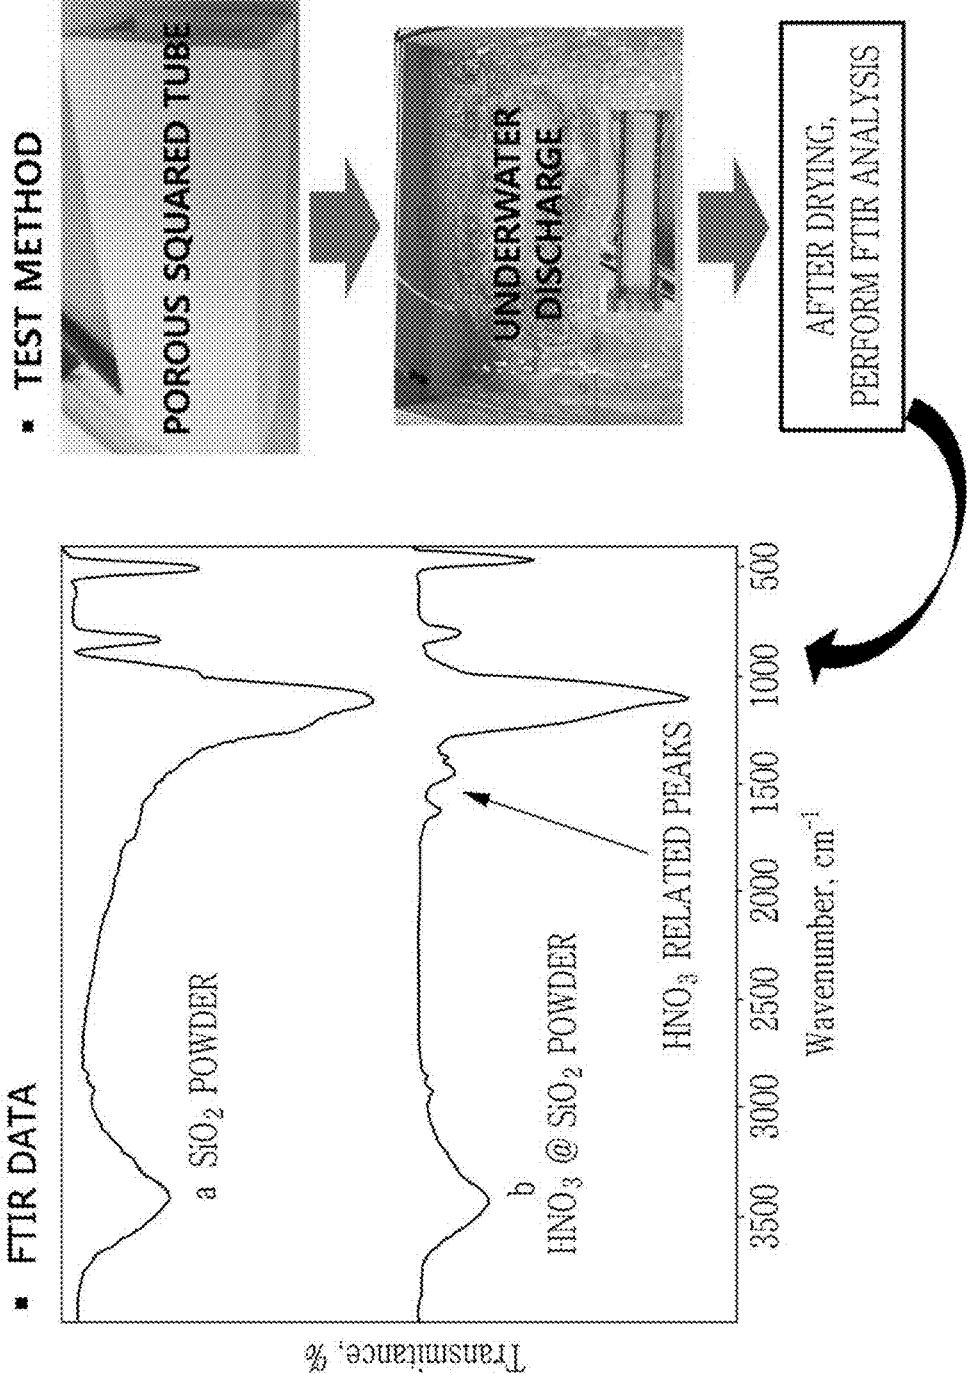 ▪ FTIR DATA
Transmitance, %
a SiO₂ POWDER
b
HNO₃ @ SiO₂ POWDER
HNO₃ RELATED PEAKS
3500 3000 2500 2000 1500 1000 500
Wavenumber, cm⁻¹
▪ TEST METHOD
POROUS SQUARED TUBE
UNDERWATER
DISCHARGE
AFTER DRYING,
PERFORM FTIR ANALYSIS